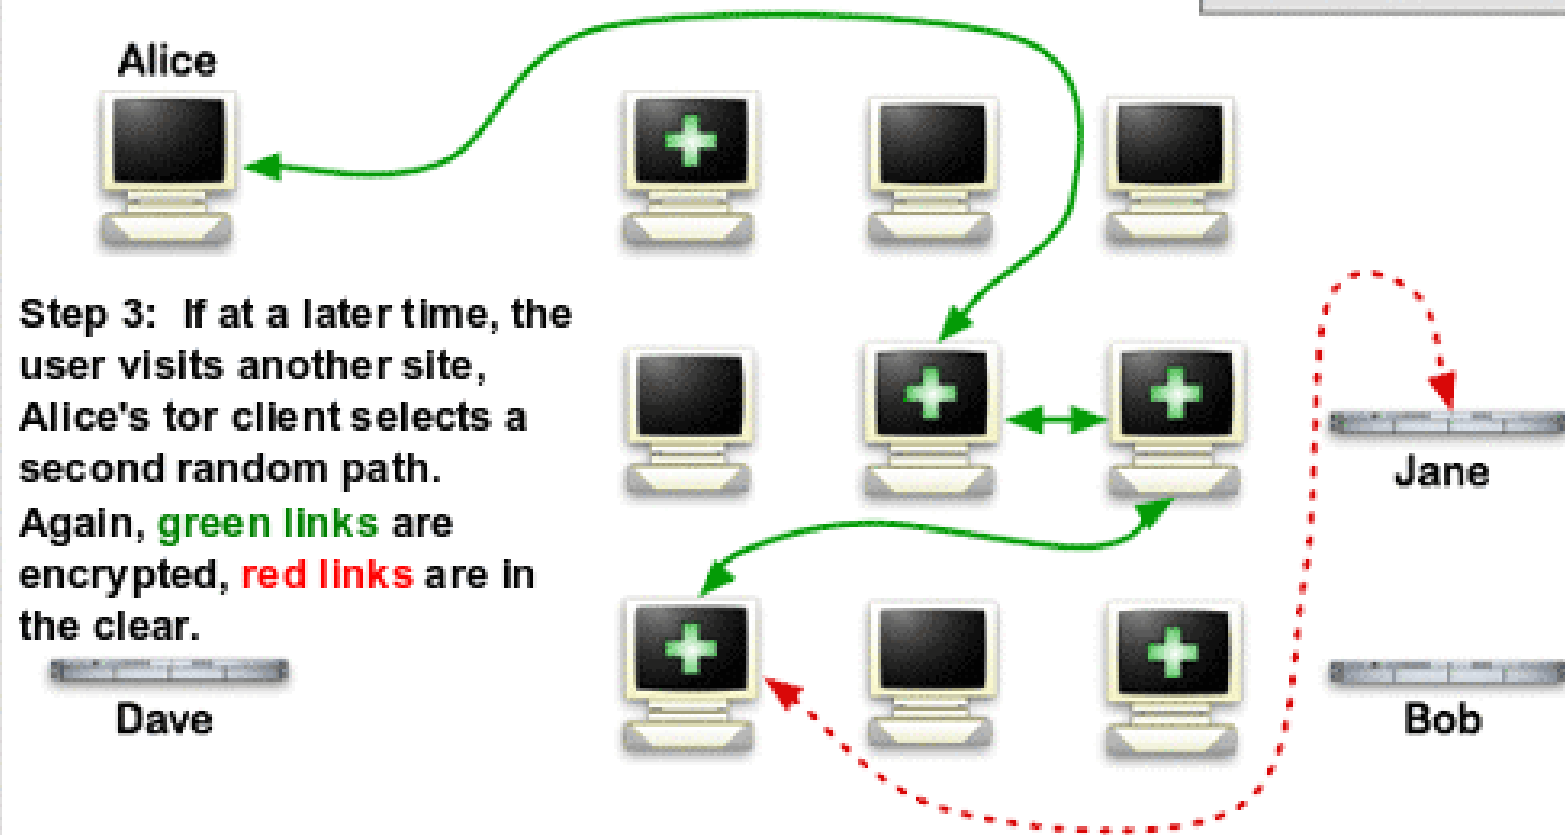 Alice
Step 3: If at a later time, the
user visits another site,
Alice's tor client selects a
second random path.
Again, green links are
encrypted, red links are in
the clear.
Dave
Jane
Bob